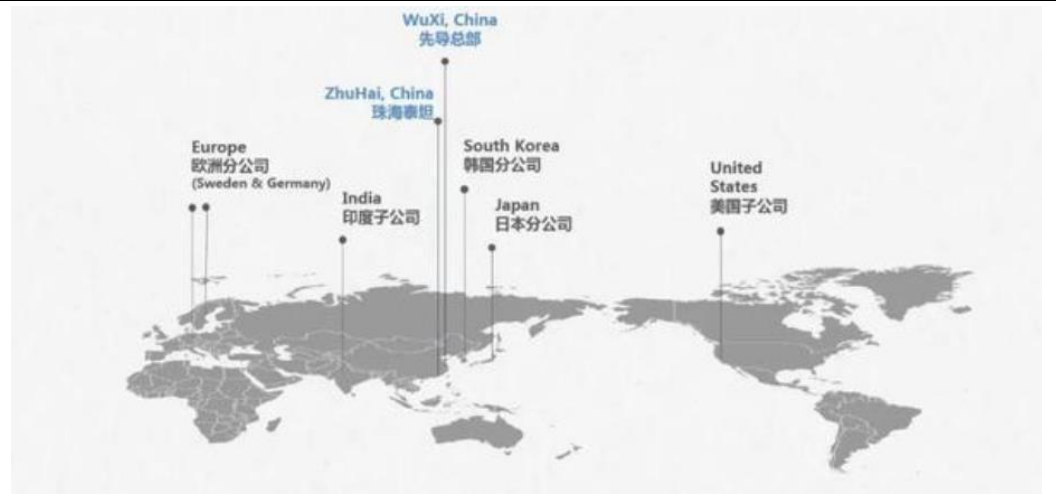 WuXi, China
先导总部
ZhuHai, China
珠海泰坦
Europe
欧洲分公司
(Sweden & Germany)
India
印度子公司
South Korea
韩国分公司
Japan
日本分公司
United
States
美国子公司